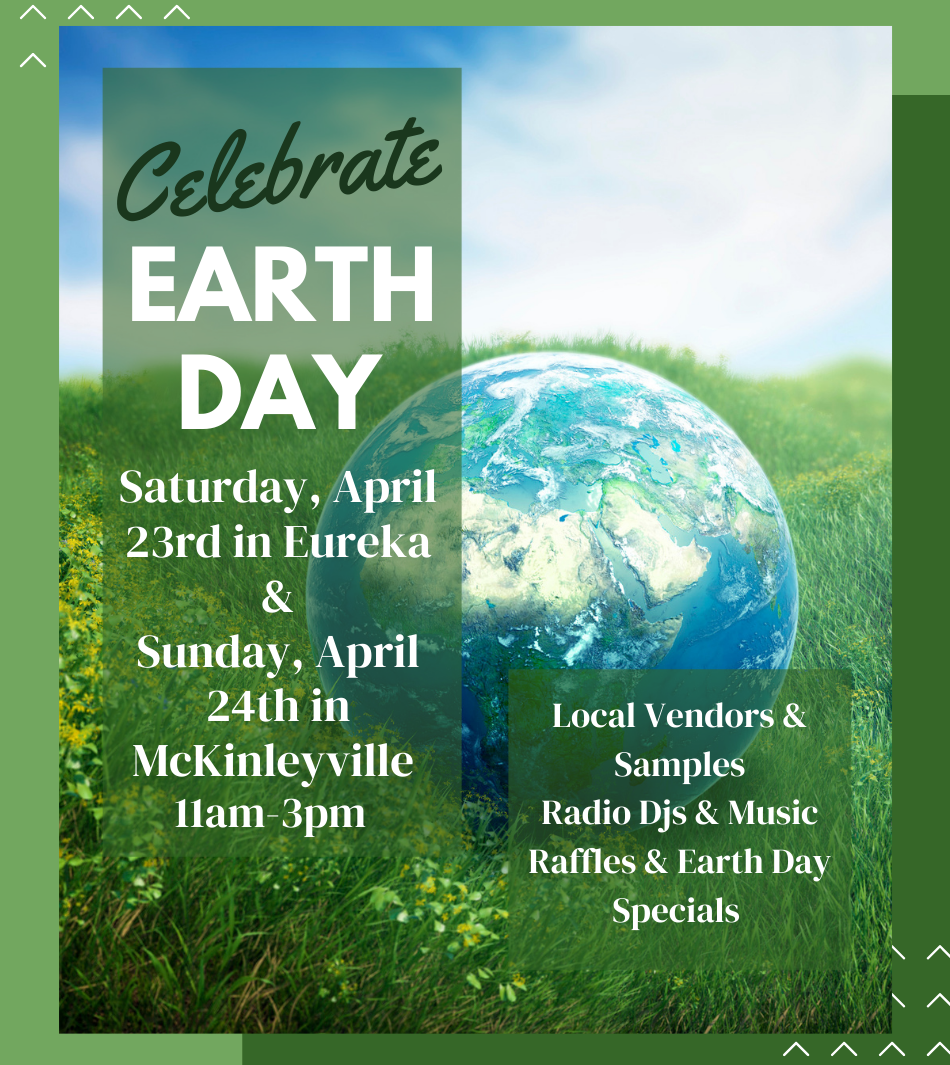 Celebrate
EARTH
DAY
Saturday, April
23rd in Eureka
&
Sunday, April
24th in
McKinleyville
11am-3pm
Local Vendors &
Samples
Radio Djs & Music
Raffles & Earth Day
Specials